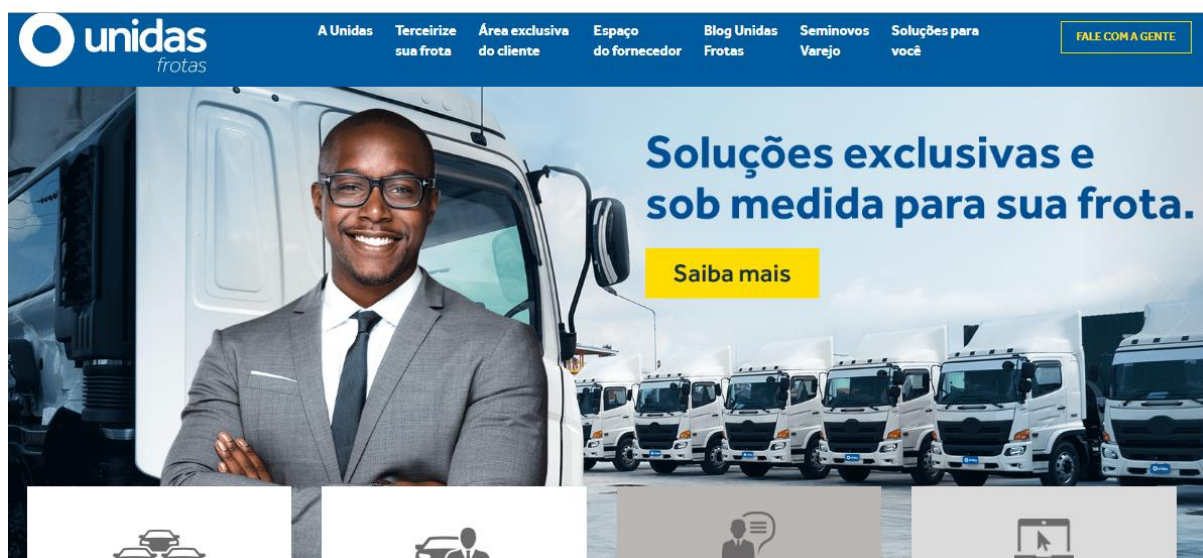 unidas
frotas
A Unidas
Terceirize
sua frota
Área exclusiva
do cliente
Espaço
do fornecedor
Blog Unidas
Frotas
Seminovos
Varejo
Soluções para
você
FALE COM A GENTE
Soluções exclusivas e
sob medida para sua frota.
Saiba mais